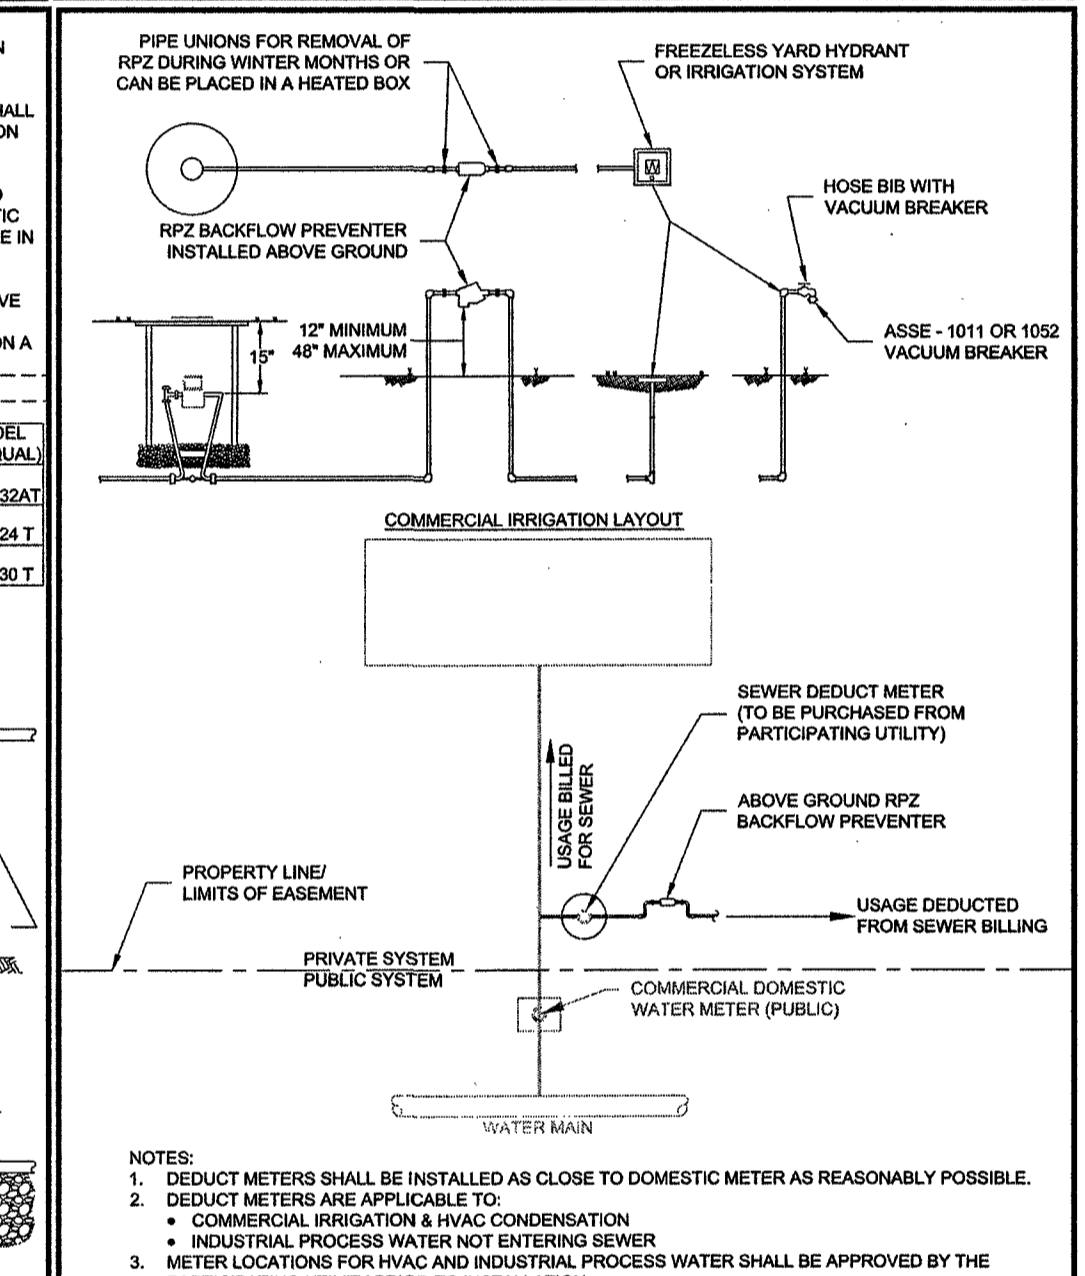 PIPE UNIONS FOR REMOVAL OF
RPZ DURING WINTER MONTHS OR
CAN BE PLACED IN A HEATED BOX
FREEZELESS YARD HYDRANT
OR IRRIGATION SYSTEM
HOSE BIB WITH
VACUUM BREAKER
RPZ BACKFLOW PREVENTER
INSTALLED ABOVE GROUND
12" MINIMUM
48" MAXIMUM
15"
ASSE - 1011 OR 1052
VACUUM BREAKER
COMMERCIAL IRRIGATION LAYOUT
SEWER DEDUCT METER
(TO BE PURCHASED FROM
PARTICIPATING UTILITY)
USAGE BILLED
FOR SEWER
ABOVE GROUND RPZ
BACKFLOW PREVENTER
PROPERTY LINE/
LIMITS OF EASEMENT
USAGE DEDUCTED
FROM SEWER BILLING
PRIVATE SYSTEM
PUBLIC SYSTEM
COMMERCIAL DOMESTIC
WATER METER (PUBLIC)
WATER MAIN
NOTES:
1. DEDUCT METERS SHALL BE INSTALLED AS CLOSE TO DOMESTIC METER AS REASONABLY POSSIBLE.
2. DEDUCT METERS ARE APPLICABLE TO:
• COMMERCIAL IRRIGATION & HVAC CONDENSATION
• INDUSTRIAL PROCESS WATER NOT ENTERING SEWER
3. METER LOCATIONS FOR HVAC AND INDUSTRIAL PROCESS WATER SHALL BE APPROVED BY THE
N
HALL
ON
TIC
E IN
VE
ON A
DEL
QUAL)
32AT
24 T
30 T